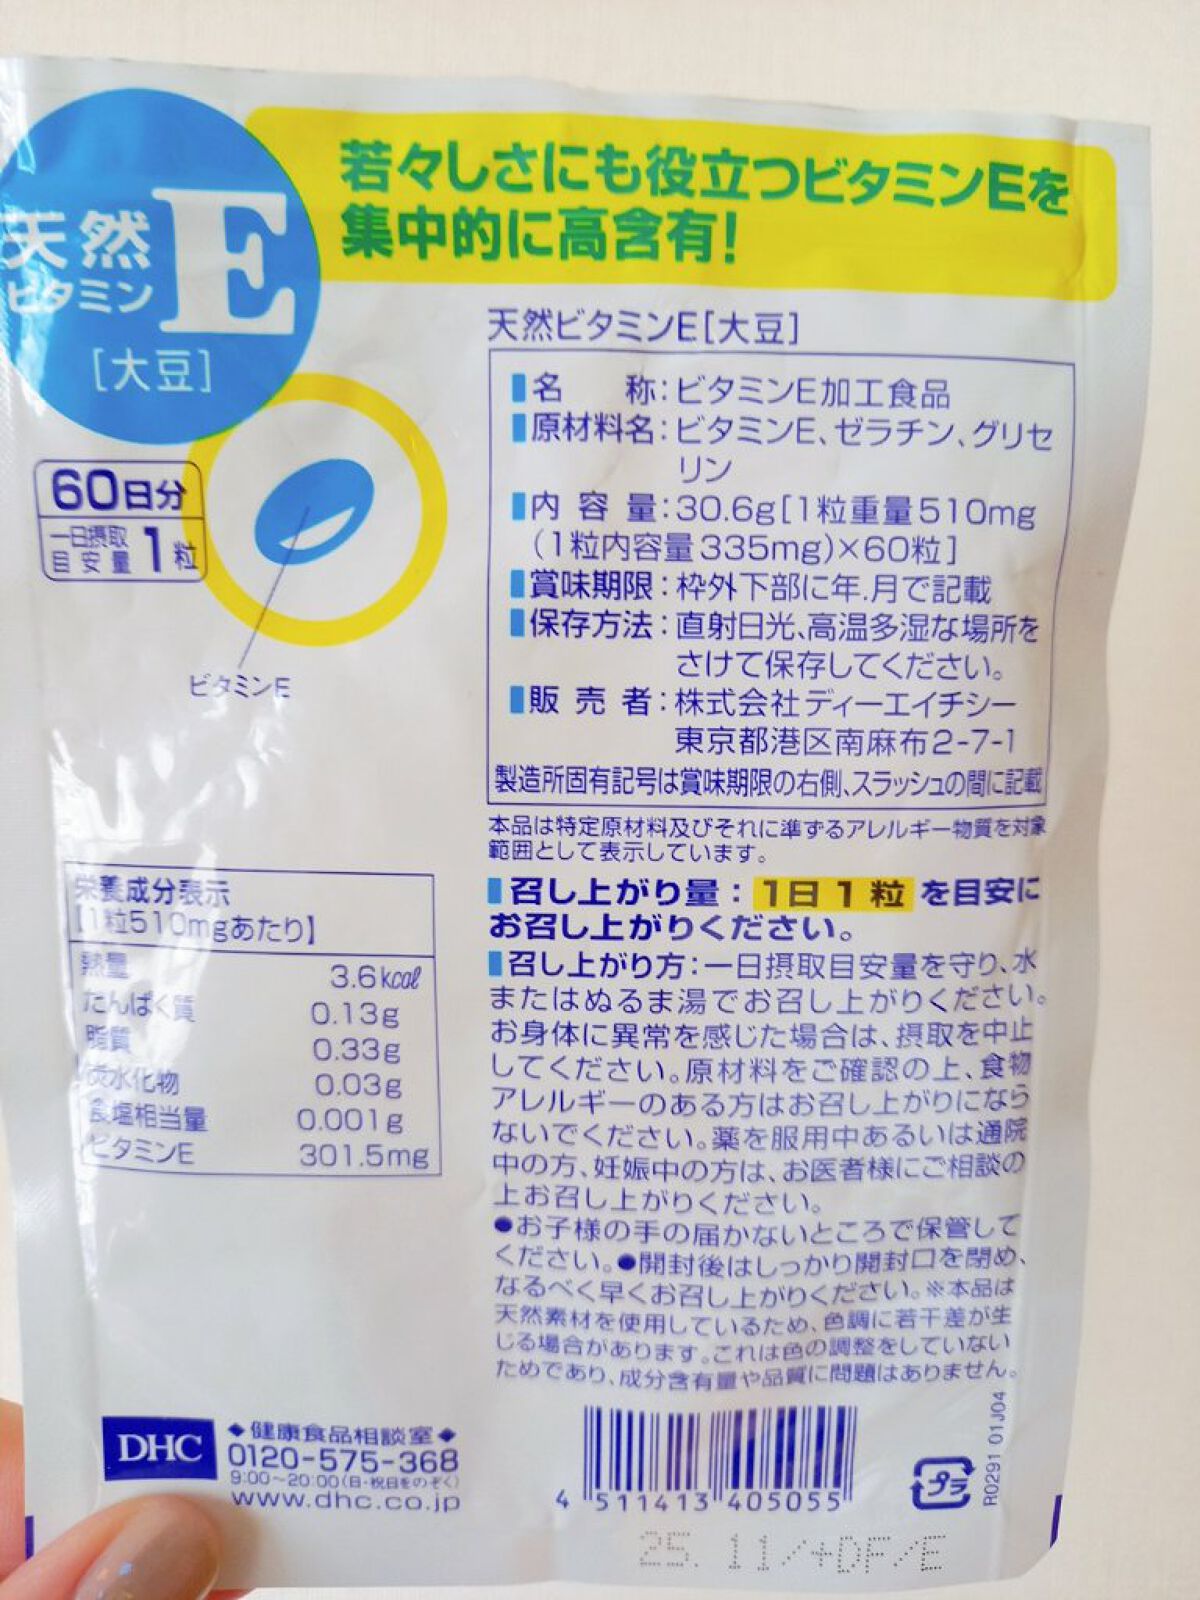 若々しさにも役立つビタミンEを
集中的に高含有!
天然
ビタミン
E
[大豆]
60日分
一日摂取
目安量
1粒
ビタミンE
天然ビタミンE[大豆]
名 称:ビタミンE加工食品
原材料名:ビタミンE、ゼラチン、グリセ
リン
内容量:30.6g[1粒重量510mg
(1粒内容量335mg)×60粒]
賞味期限:枠外下部に年.月で記載
保存方法:直射日光、高温多湿な場所を
さけて保存してください。
販売者:株式会社ディーエイチシー
東京都港区南麻布2-7-1
製造所固有記号は賞味期限の右側、スラッシュの間に記載
本品は特定原材料及びそれに準ずるアレルギー物質を対象
範囲として表示しています。
召し上がり量:1日1粒を目安に
お召し上がりください。
召し上がり方:一日摂取目安量を守り、水
またはぬるま湯でお召し上がりください。
お身体に異常を感じた場合は、摂取を中止
してください。原材料をご確認の上、食物
アレルギーのある方はお召し上がりになら
ないでください。薬を服用中あるいは通院
中の方、妊娠中の方は、お医者様にご相談の
上お召し上がりください。
●お子様の手の届かないところで保管して
ください。●開封後はしっかり開封口を閉め、
なるべく早くお召し上がりください。※本品は
天然素材を使用しているため、色調に若干差が生
じる場合があります。これは色の調整をしていない
ためであり、成分含有量や品質に問題はありません。
栄養成分表示
[1粒510mgあたり]
熱量 3.6kcal
たんぱく質 0.13g
脂質 0.33g
炭水化物 0.03g
食塩相当量 0.001g
ビタミンE 301.5mg
DHC
◆健康食品相談室◆
0120-575-368
9:00~20:00(日・祝日をのぞく)
www.dhc.co.jp
4 511413 405055
プラ
R0291 01J04
25.11/+DF/E